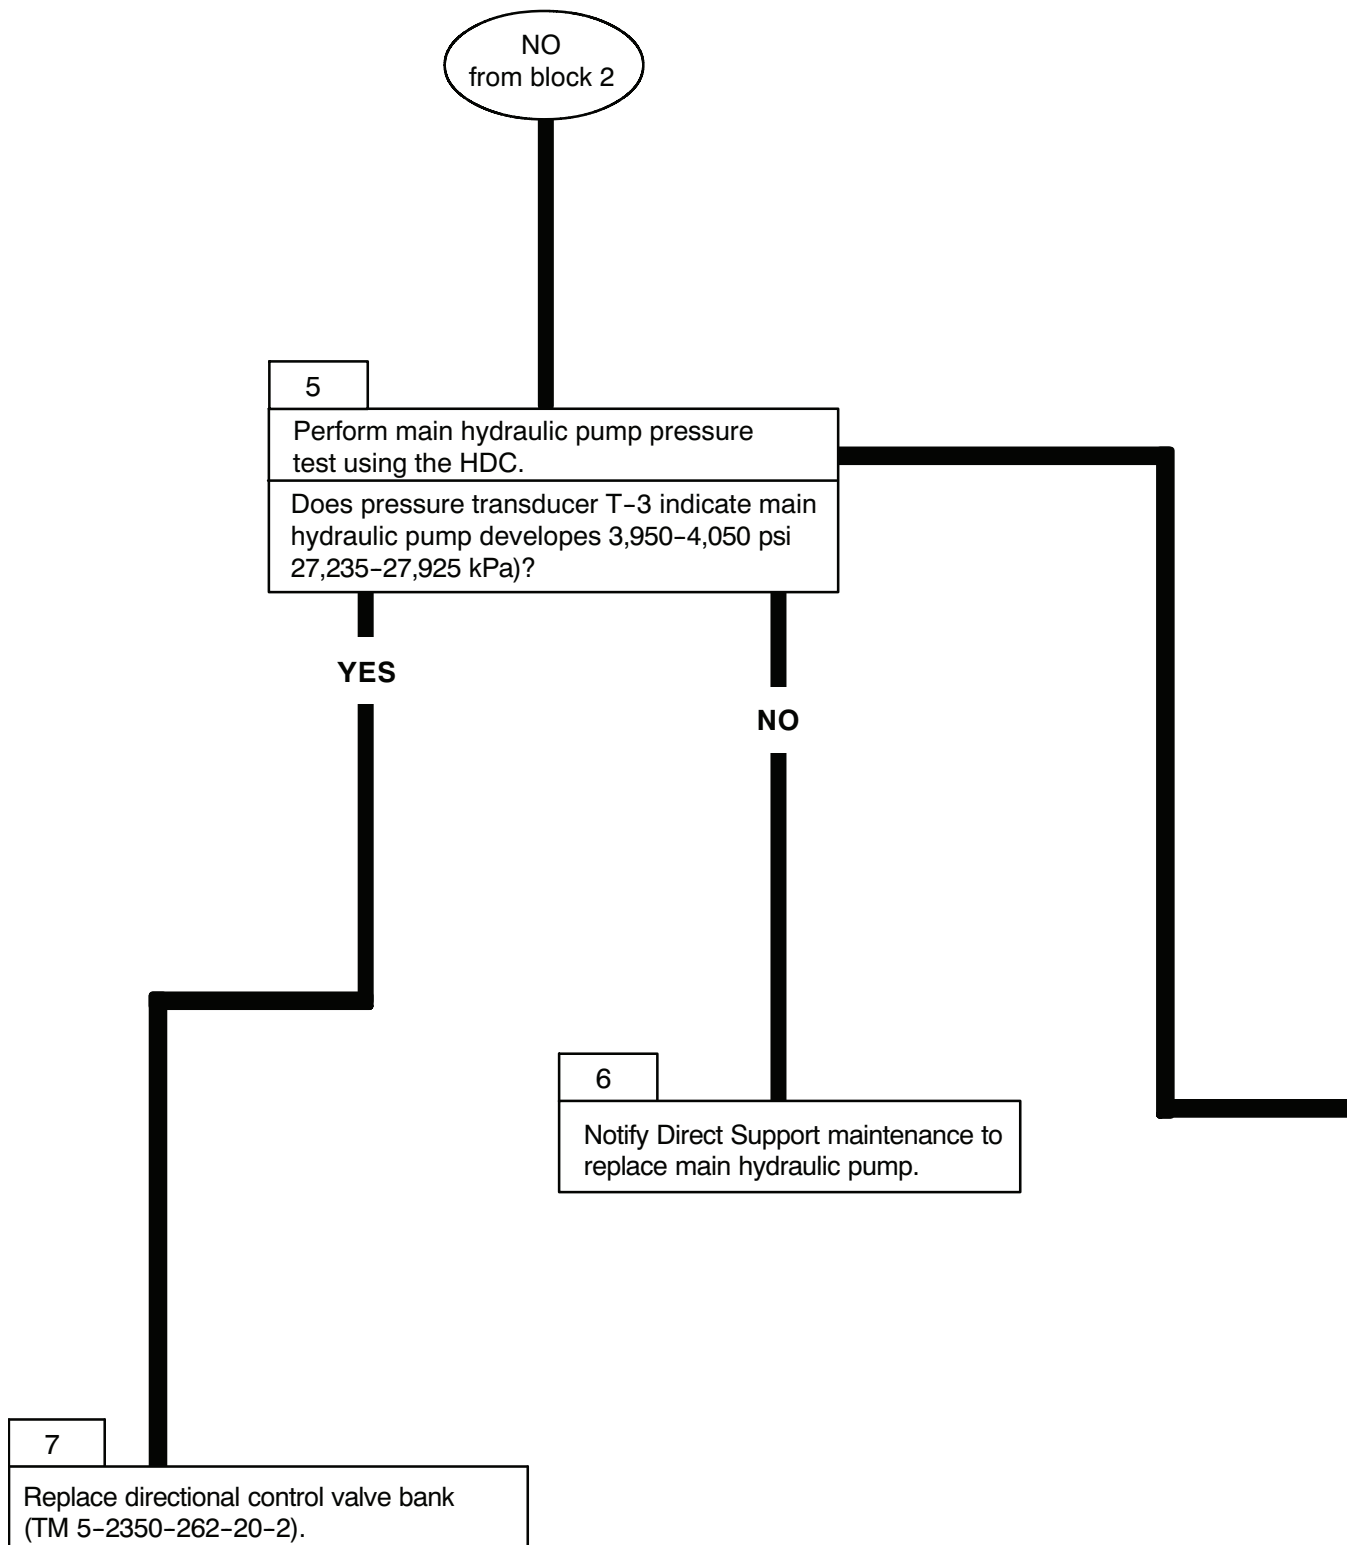 NO
from block 2
5
Perform main hydraulic pump pressure
test using the HDC.
Does pressure transducer T-3 indicate main
hydraulic pump developes 3,950-4,050 psi
27,235-27,925 kPa)?
YES
NO
6
Notify Direct Support maintenance to
replace main hydraulic pump.
7
Replace directional control valve bank
(TM 5-2350-262-20-2).